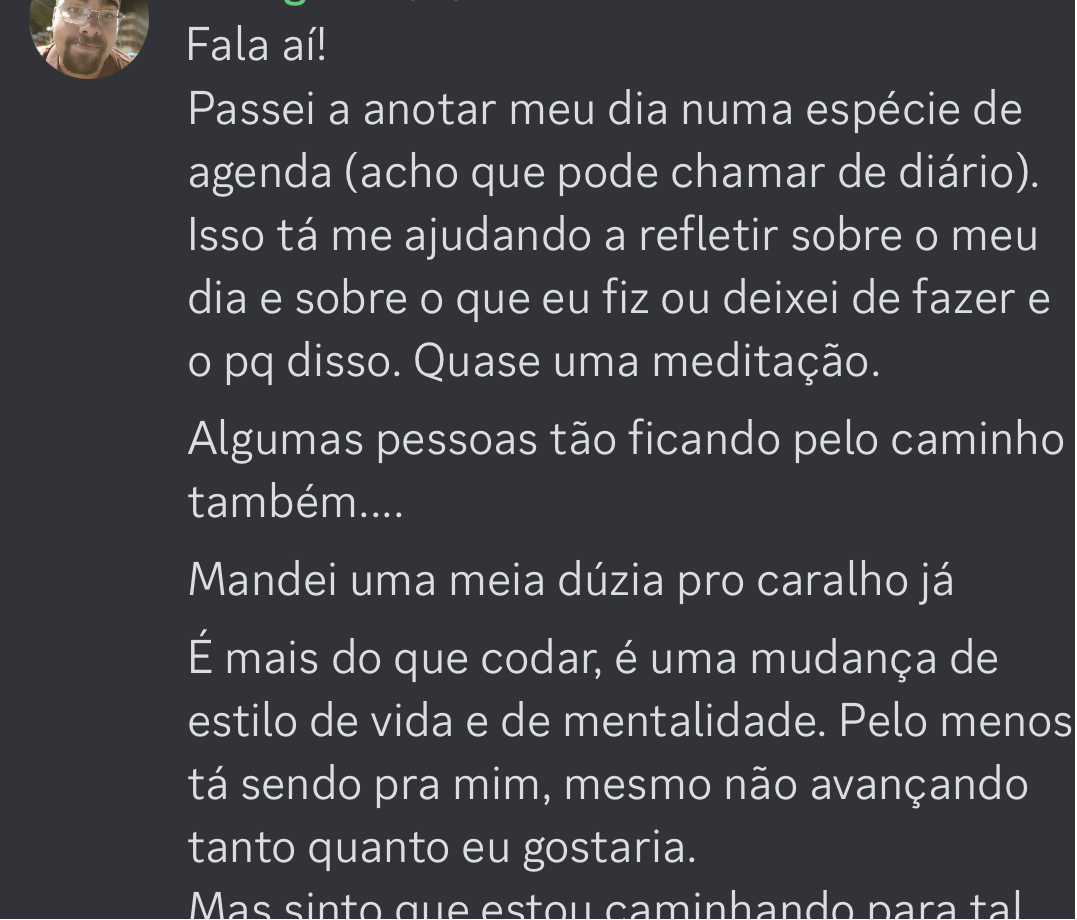 Fala aí!
Passei a anotar meu dia numa espécie de
agenda (acho que pode chamar de diário).
Isso tá me ajudando a refletir sobre o meu
dia e sobre o que eu fiz ou deixei de fazer e
o pq disso. Quase uma meditação.
Algumas pessoas tão ficando pelo caminho
também....
Mandei uma meia dúzia pro caralho já
É mais do que codar, é uma mudança de
estilo de vida e de mentalidade. Pelo menos
tá sendo pra mim, mesmo não avançando
tanto quanto eu gostaria.
Mas sinto que estou caminhando para tal